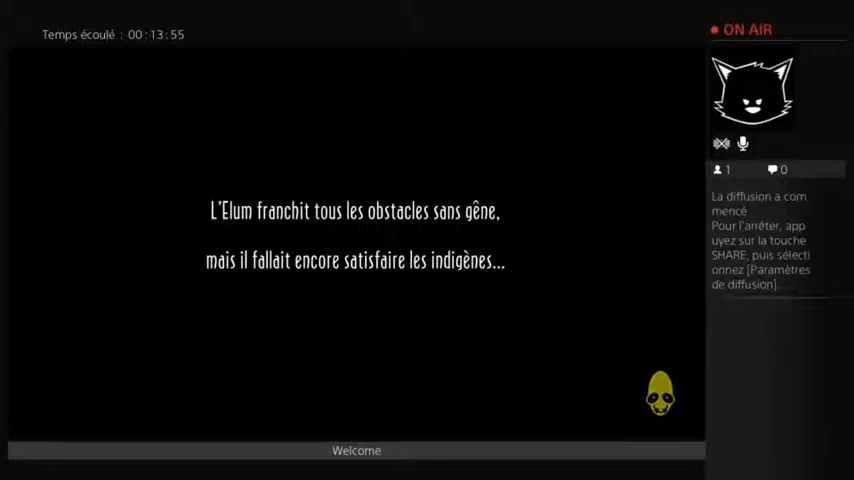 Temps écoulé : 00:13:55
ON AIR
L'Elum franchit tous les obstacles sans gêne,
mais il fallait encore satisfaire les indigènes...
1
0
La diffusion a com
mencé
Pour l'arrêter, app
uyez sur la touche
SHARE, puis sélecti
onnez [Paramètres
de diffusion].
Welcome